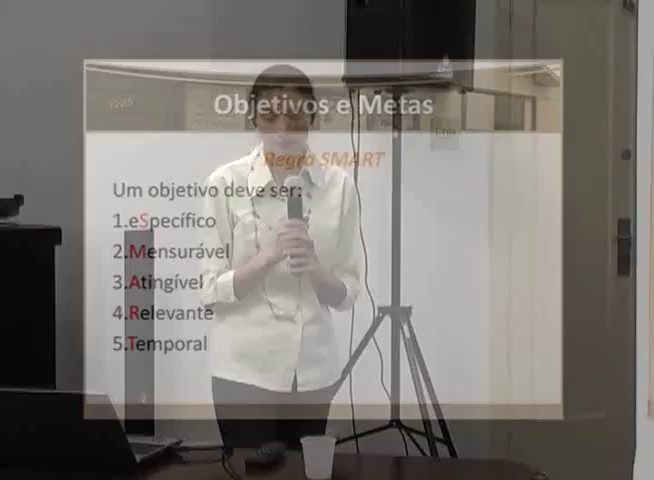 Objetivos e Metas
Regra SMART
Um objetivo deve ser:
1.eSpecífico
2.Mensurável
3.Atingível
4.Relevante
5.Temporal